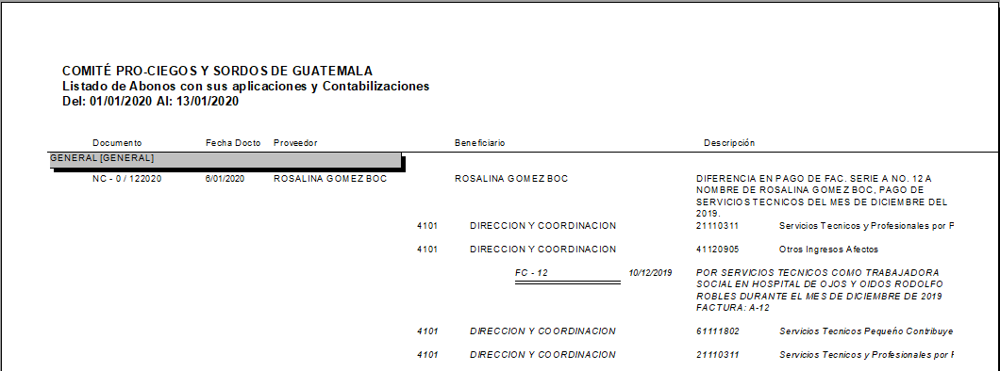 COMITÉ PRO-CIEGOS Y SORDOS DE GUATEMALA
Listado de Abonos con sus aplicaciones y Contabilizaciones
Del: 01/01/2020 Al: 13/01/2020
Documento Fecha Docto Proveedor Beneficiario Descripción
GENERAL [GENERAL]
NC - 0 / 122020 6/01/2020 ROSALINA GOMEZ BOC ROSALINA GOMEZ BOC DIFERENCIA EN PAGO DE FAC. SERIE A NO. 12 A
NOMBRE DE ROSALINA GOMEZ BOC, PAGO DE
SERVICIOS TECNICOS DEL MES DE DICIEMBRE DEL
2019.
4101 DIRECCION Y COORDINACION 21110311 Servicios Tecnicos y Profesionales por P
4101 DIRECCION Y COORDINACION 41120905 Otros Ingresos Afectos
FC - 12 10/12/2019 POR SERVICIOS TECNICOS COMO TRABAJADORA
SOCIAL EN HOSPITAL DE OJOS Y OIDOS RODOLFO
ROBLES DURANTE EL MES DE DICIEMBRE DE 2019
FACTURA: A-12
4101 DIRECCION Y COORDINACION 61111802 Servicios Tecnicos Pequeño Contribuye
4101 DIRECCION Y COORDINACION 21110311 Servicios Tecnicos y Profesionales por P